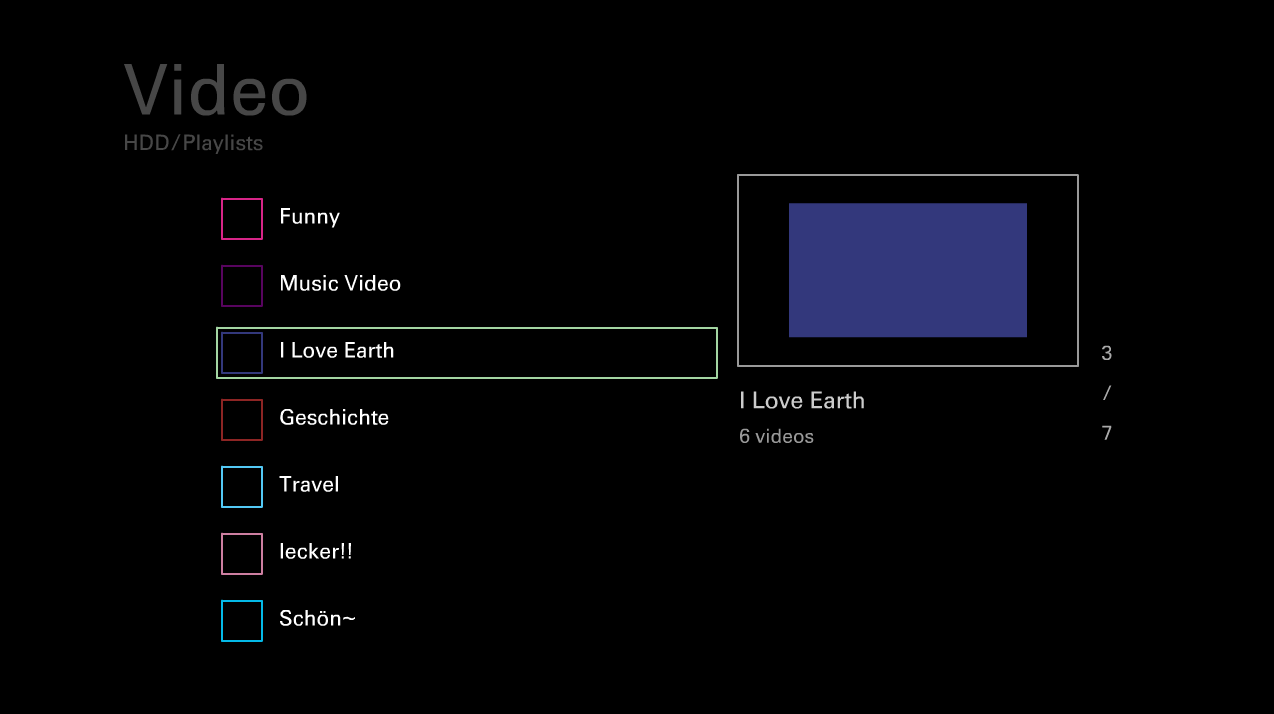 Video
HDD/Playlists
Funny
Music Video
I Love Earth
Geschichte
Travel
lecker!!
Schön~
I Love Earth
6 videos
3
/
7